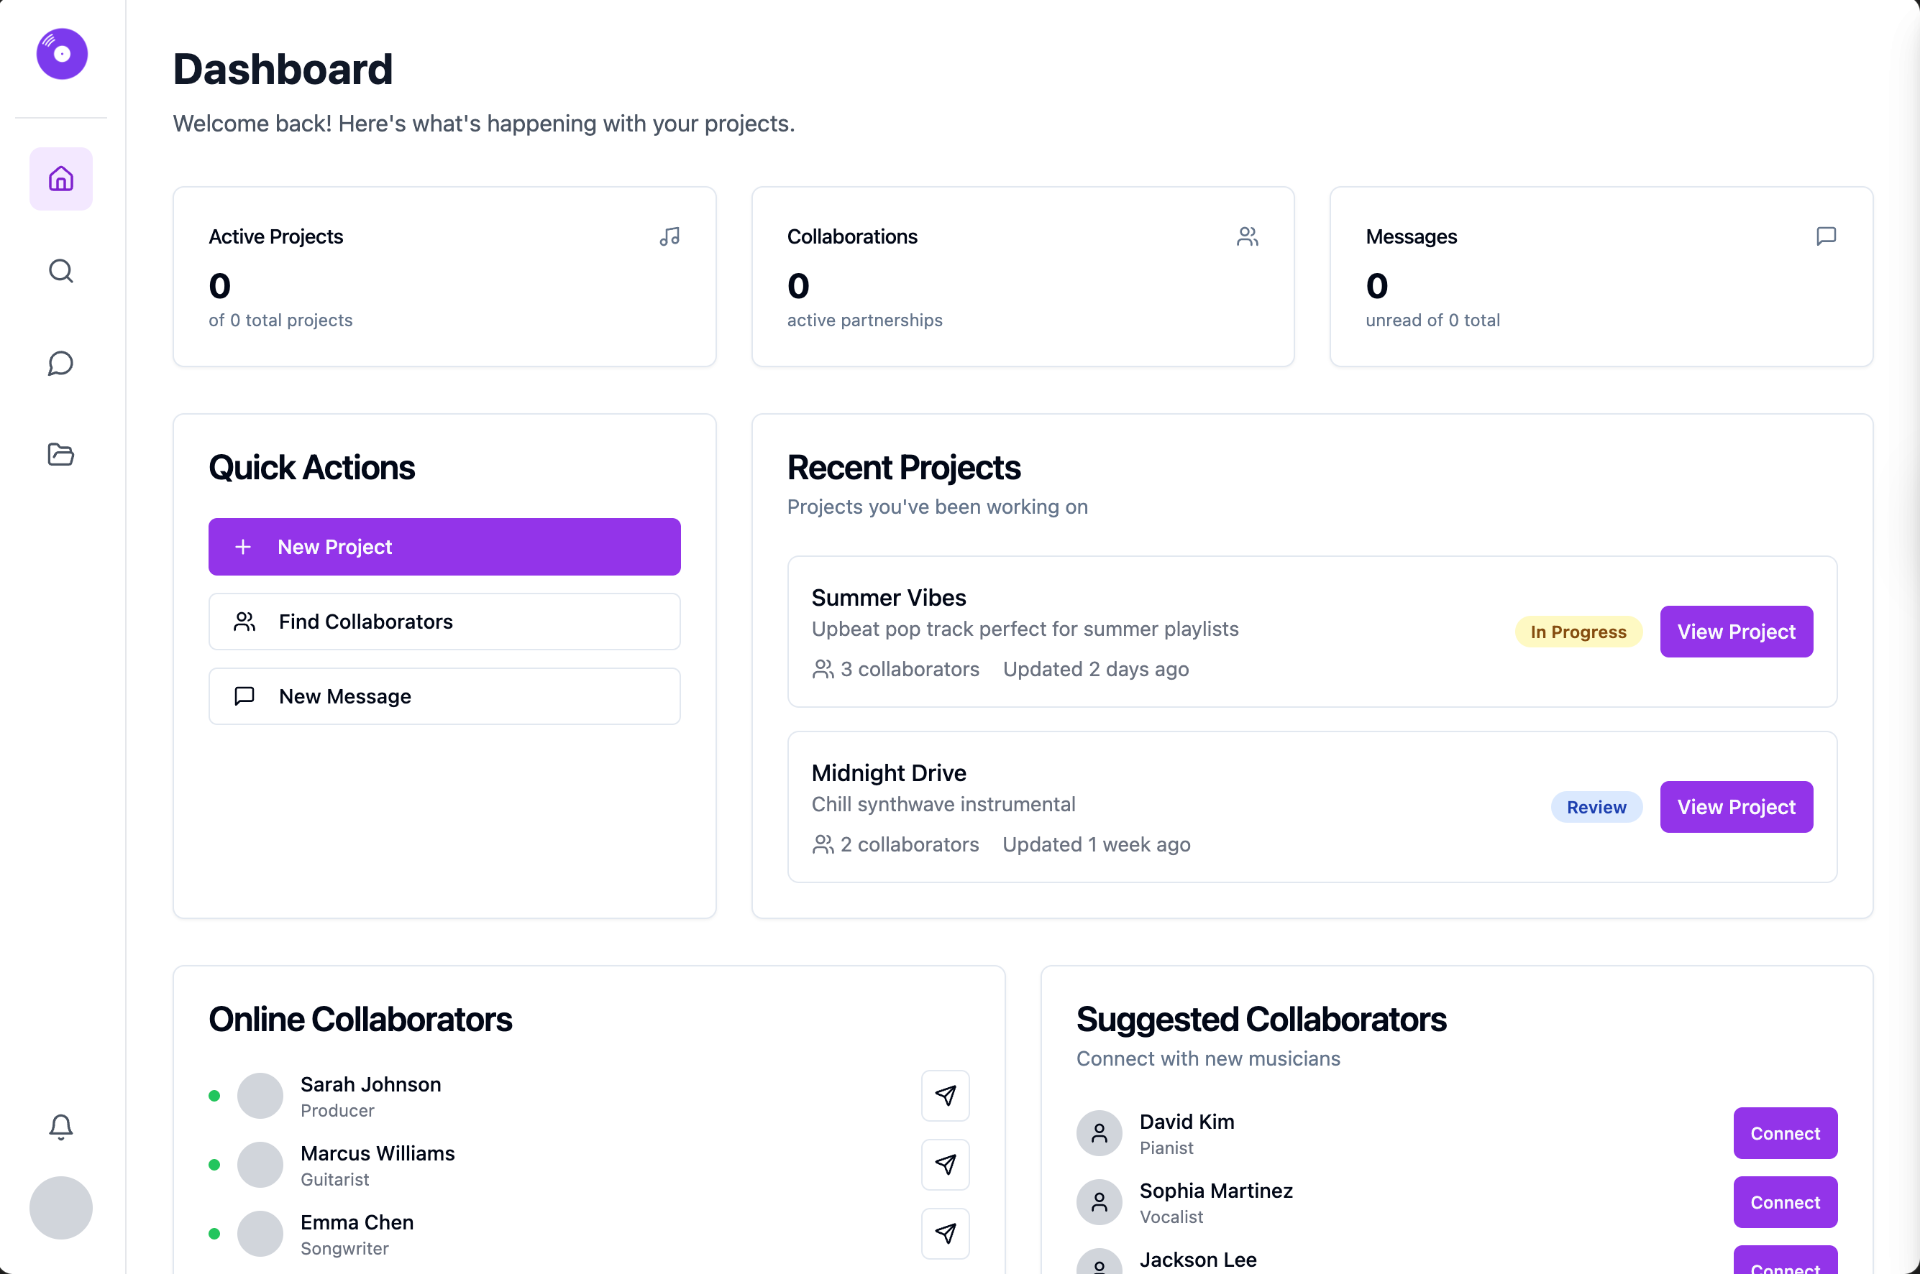 Dashboard
Welcome back! Here's what's happening with your projects.
Active Projects
0
of 0 total projects
Collaborations
0
active partnerships
Messages
0
unread of 0 total
Quick Actions
New Project
Find Collaborators
New Message
Recent Projects
Projects you've been working on
Summer Vibes
Upbeat pop track perfect for summer playlists
3 collaborators Updated 2 days ago
In Progress
View Project
Midnight Drive
Chill synthwave instrumental
2 collaborators Updated 1 week ago
Review
View Project
Online Collaborators
Sarah Johnson
Producer
Marcus Williams
Guitarist
Emma Chen
Songwriter
Suggested Collaborators
Connect with new musicians
David Kim
Pianist
Connect
Sophia Martinez
Vocalist
Connect
Jackson Lee
Connect